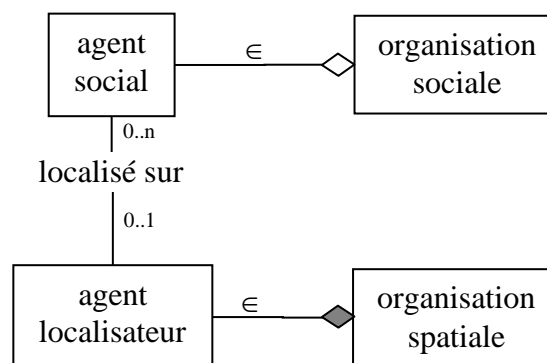 agent
social
∈
organisation
sociale
0..n
localisé sur
0..1
agent
localisateur
∈
organisation
spatiale